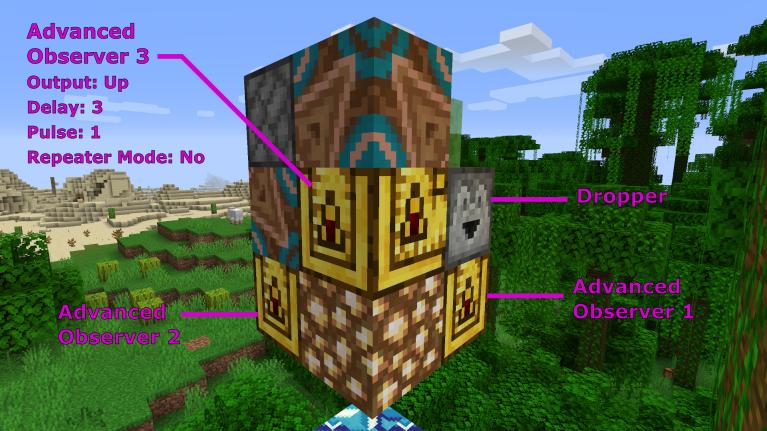 Advanced
Observer 3
Output: Up
Delay: 3
Pulse: 1
Repeater Mode: No
Dropper
Advanced
Observer 1
Advanced
Observer 2